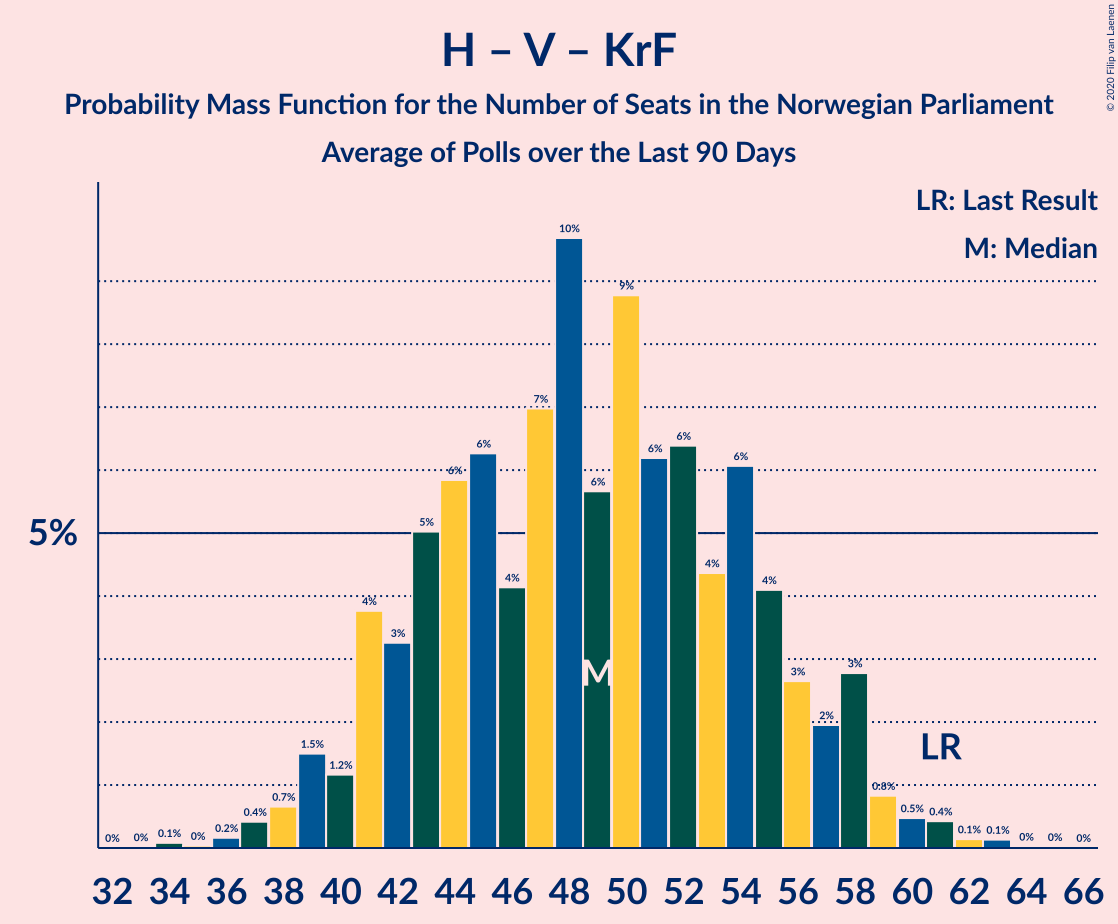 H – V – KrF
Probability Mass Function for the Number of Seats in the Norwegian Parliament
Average of Polls over the Last 90 Days
© 2020 Filip van Laenen
LR: Last Result
M: Median
5%
0% 0% 0.1% 0% 0.2% 0.4% 0.7% 1.5% 1.2% 4% 3% 5% 6% 6% 4% 7% 10% 6% 9% 6% 6% 4% 6% 4% 3% 2% 3% 0.8% 0.5% 0.4% 0.1% 0.1% 0% 0% 0%
M
LR
32 34 36 38 40 42 44 46 48 50 52 54 56 58 60 62 64 66